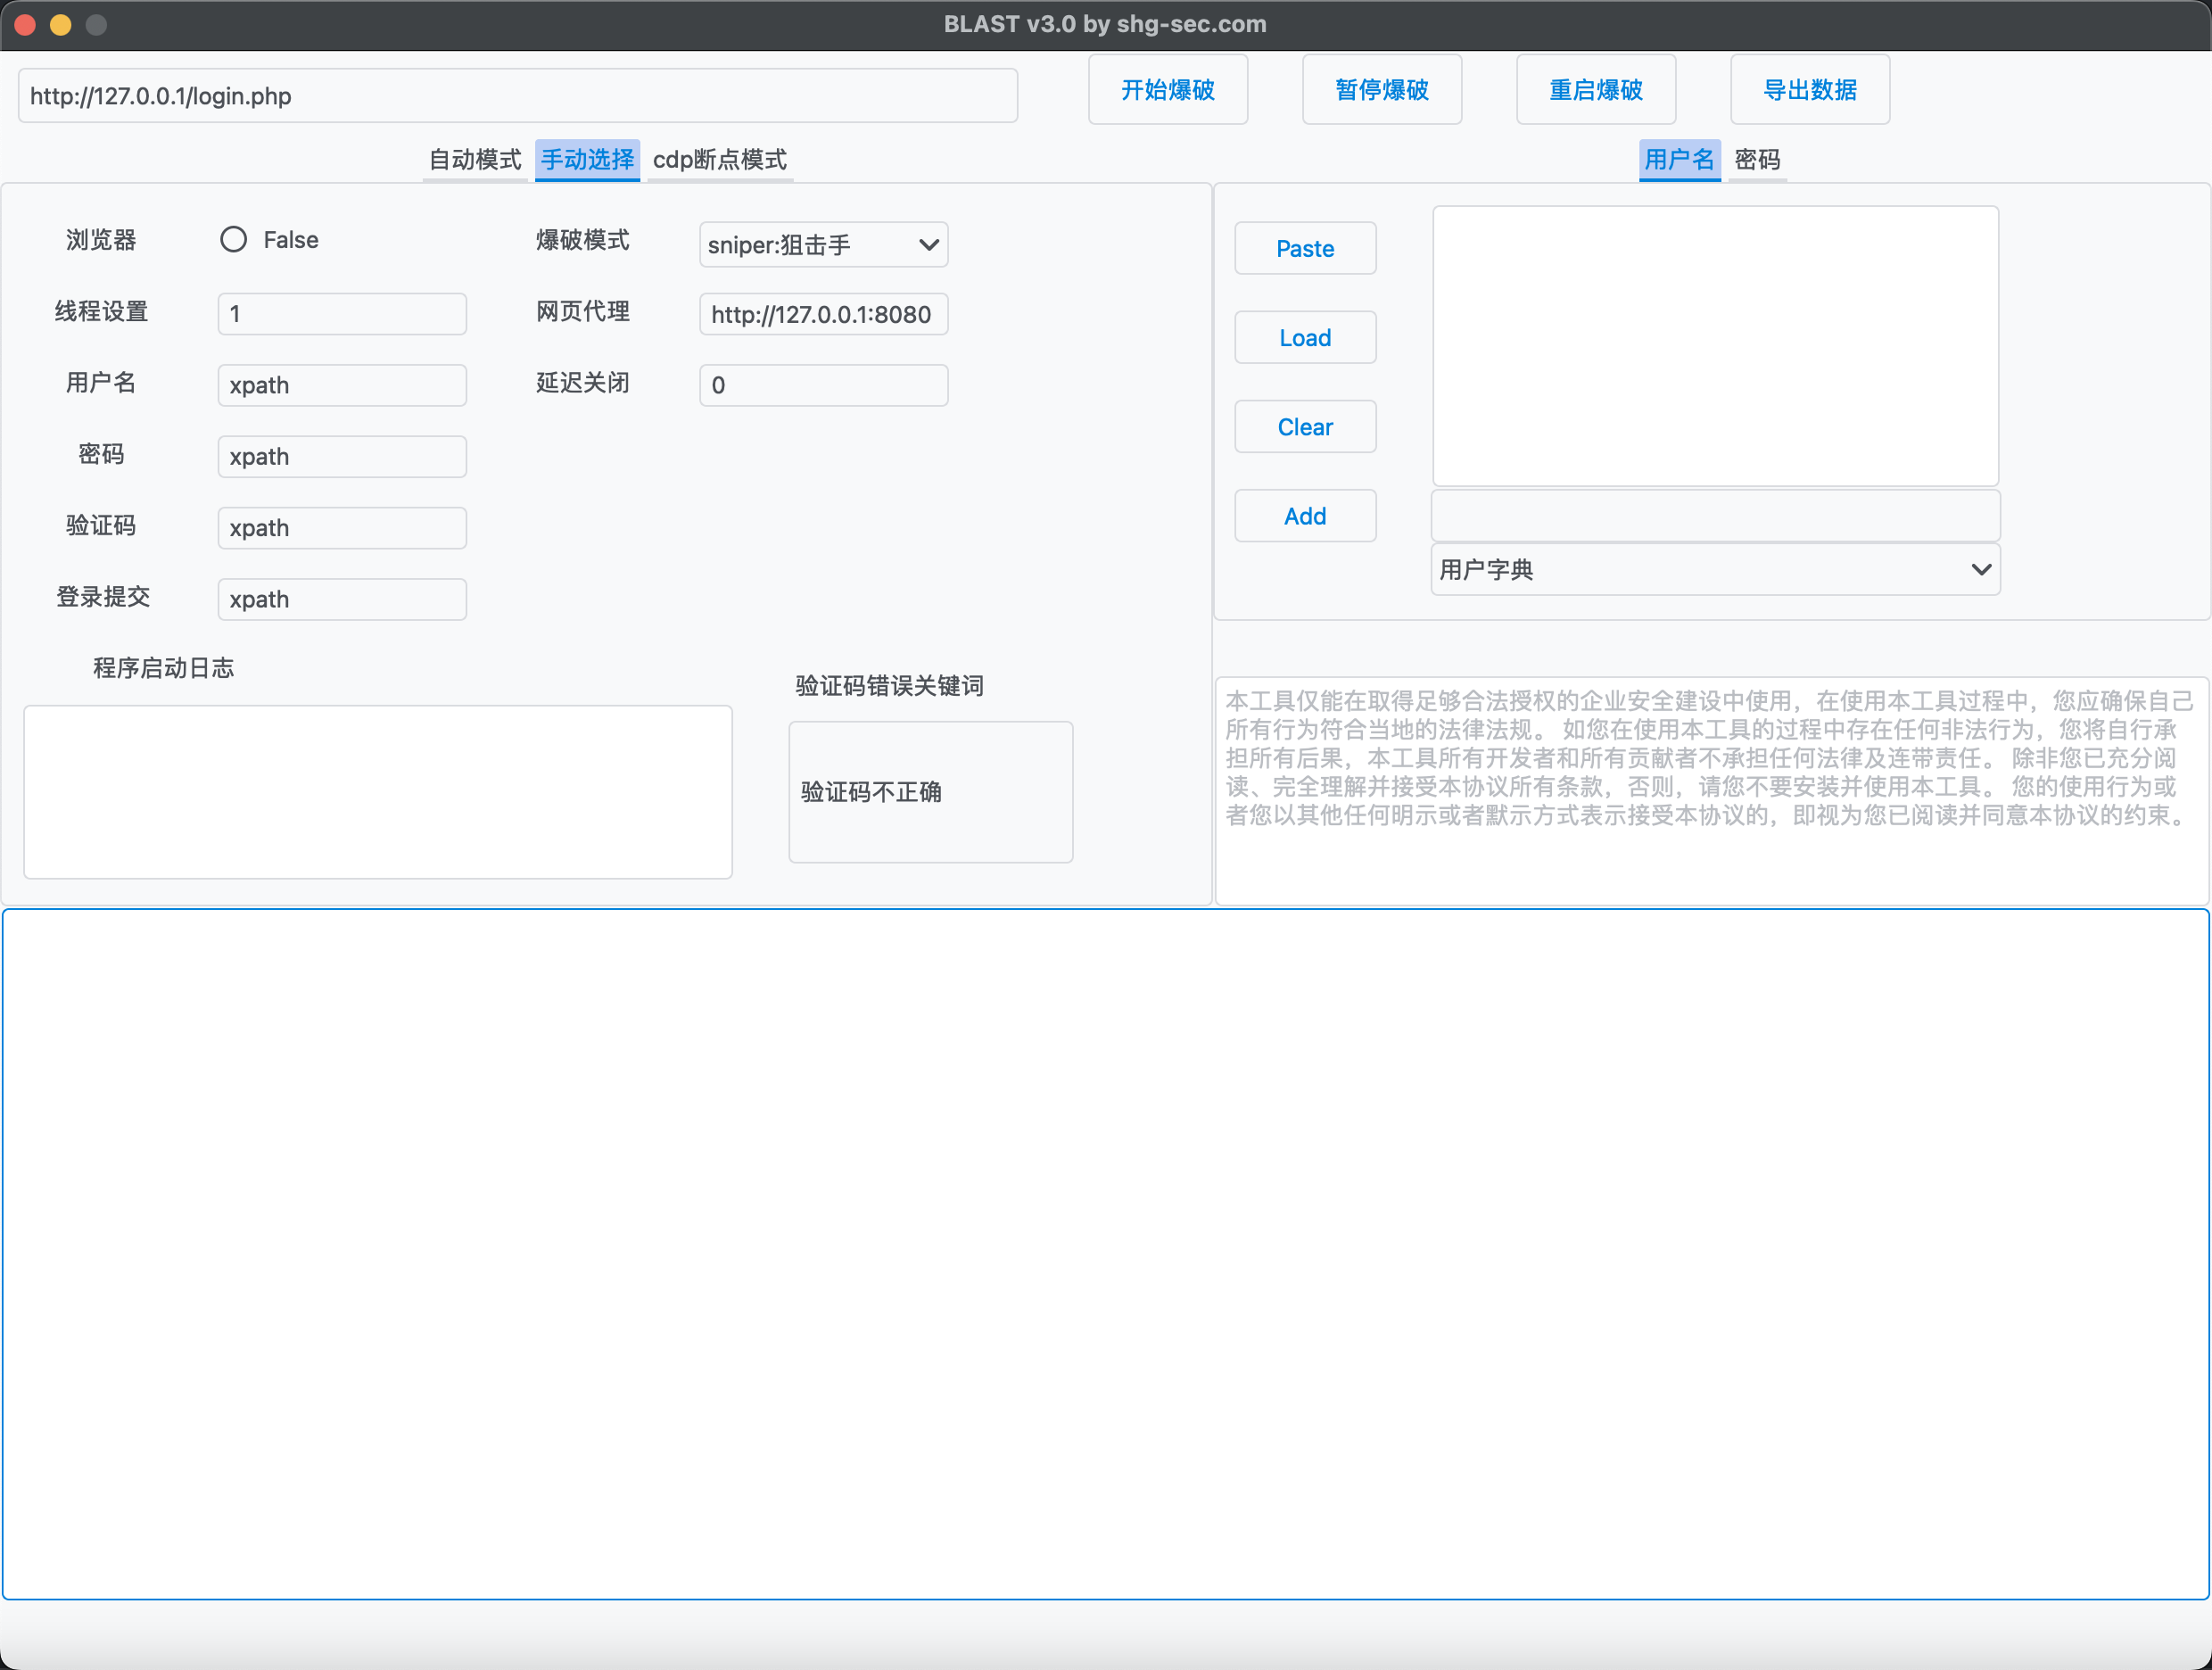 BLAST v3.0 by shg-sec.com
http://127.0.0.1/login.php
开始爆破
暂停爆破
重启爆破
导出数据
自动模式
手动选择
cdp断点模式
用户名
密码
浏览器
False
爆破模式
sniper:狙击手
线程设置
1
网页代理
http://127.0.0.1:8080
用户名
xpath
延迟关闭
0
密码
xpath
验证码
xpath
登录提交
xpath
程序启动日志
验证码错误关键词
验证码不正确
Paste
Load
Clear
Add
用户字典
本工具仅能在取得足够合法授权的企业安全建设中使用，在使用本工具过程中，您应确保自己
所有行为符合当地的法律法规。 如您在使用本工具的过程中存在任何非法行为，您将自行承
担所有后果，本工具所有开发者和所有贡献者不承担任何法律及连带责任。 除非您已充分阅
读、完全理解并接受本协议所有条款，否则，请您不要安装并使用本工具。 您的使用行为或
者您以其他任何明示或者默示方式表示接受本协议的，即视为您已阅读并同意本协议的约束。